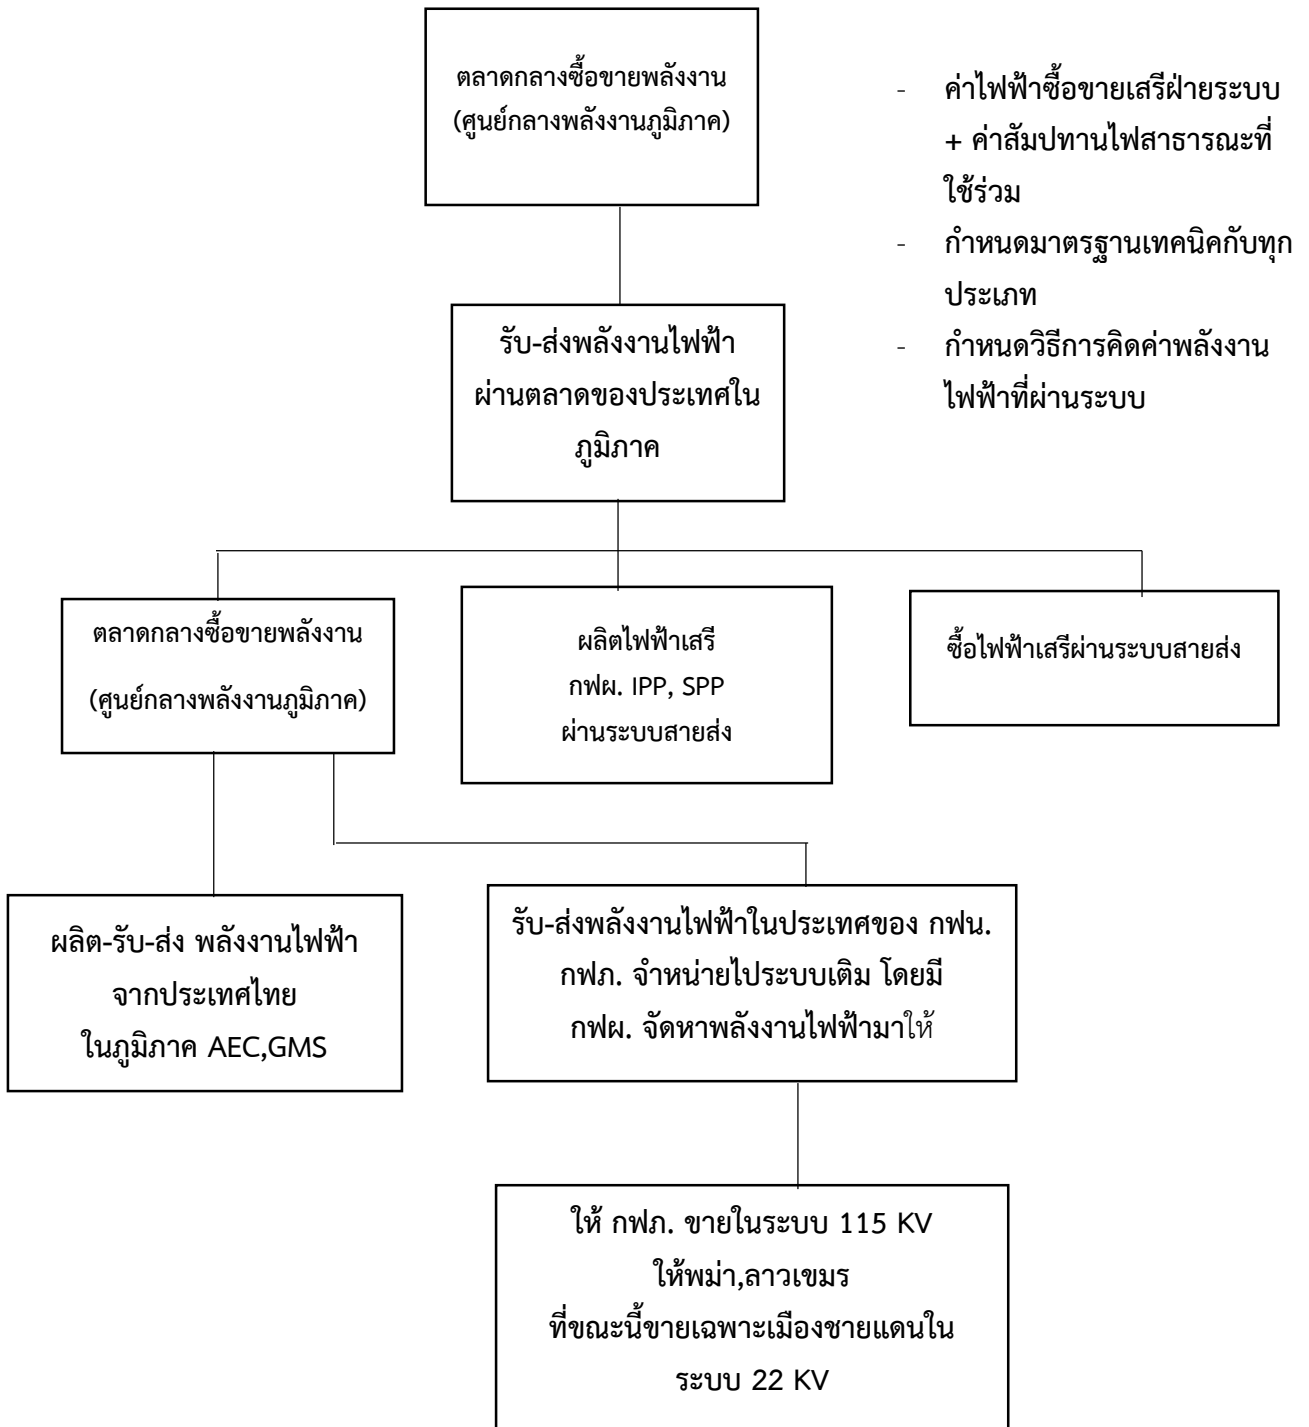 ตลาดกลางซื้อขายพลังงาน
(ศูนย์กลางพลังงานภูมิภาค)
- ค่าไฟฟ้าซื้อขายเสรีฝ่ายระบบ
+ ค่าสัมปทานไฟสาธารณะที่
ใช้ร่วม
- กำหนดมาตรฐานเทคนิคกับทุก
ประเภท
- กำหนดวิธีการคิดค่าพลังงาน
ไฟฟ้าที่ผ่านระบบ
รับ-ส่งพลังงานไฟฟ้า
ผ่านตลาดของประเทศใน
ภูมิภาค
ตลาดกลางซื้อขายพลังงาน
(ศูนย์กลางพลังงานภูมิภาค)
ผลิตไฟฟ้าเสรี
กฟผ. IPP, SPP
ผ่านระบบสายส่ง
ซื้อไฟฟ้าเสรีผ่านระบบสายส่ง
ผลิต-รับ-ส่ง พลังงานไฟฟ้า
จากประเทศไทย
ในภูมิภาค AEC,GMS
รับ-ส่งพลังงานไฟฟ้าในประเทศของ กฟน.
กฟภ. จำหน่ายไประบบเติม โดยมี
กฟผ. จัดหาพลังงานไฟฟ้ามาให้
ให้ กฟภ. ขายในระบบ 115 KV
ให้พม่า,ลาวเขมร
ที่ขณะนี้ขายเฉพาะเมืองชายแดนใน
ระบบ 22 KV